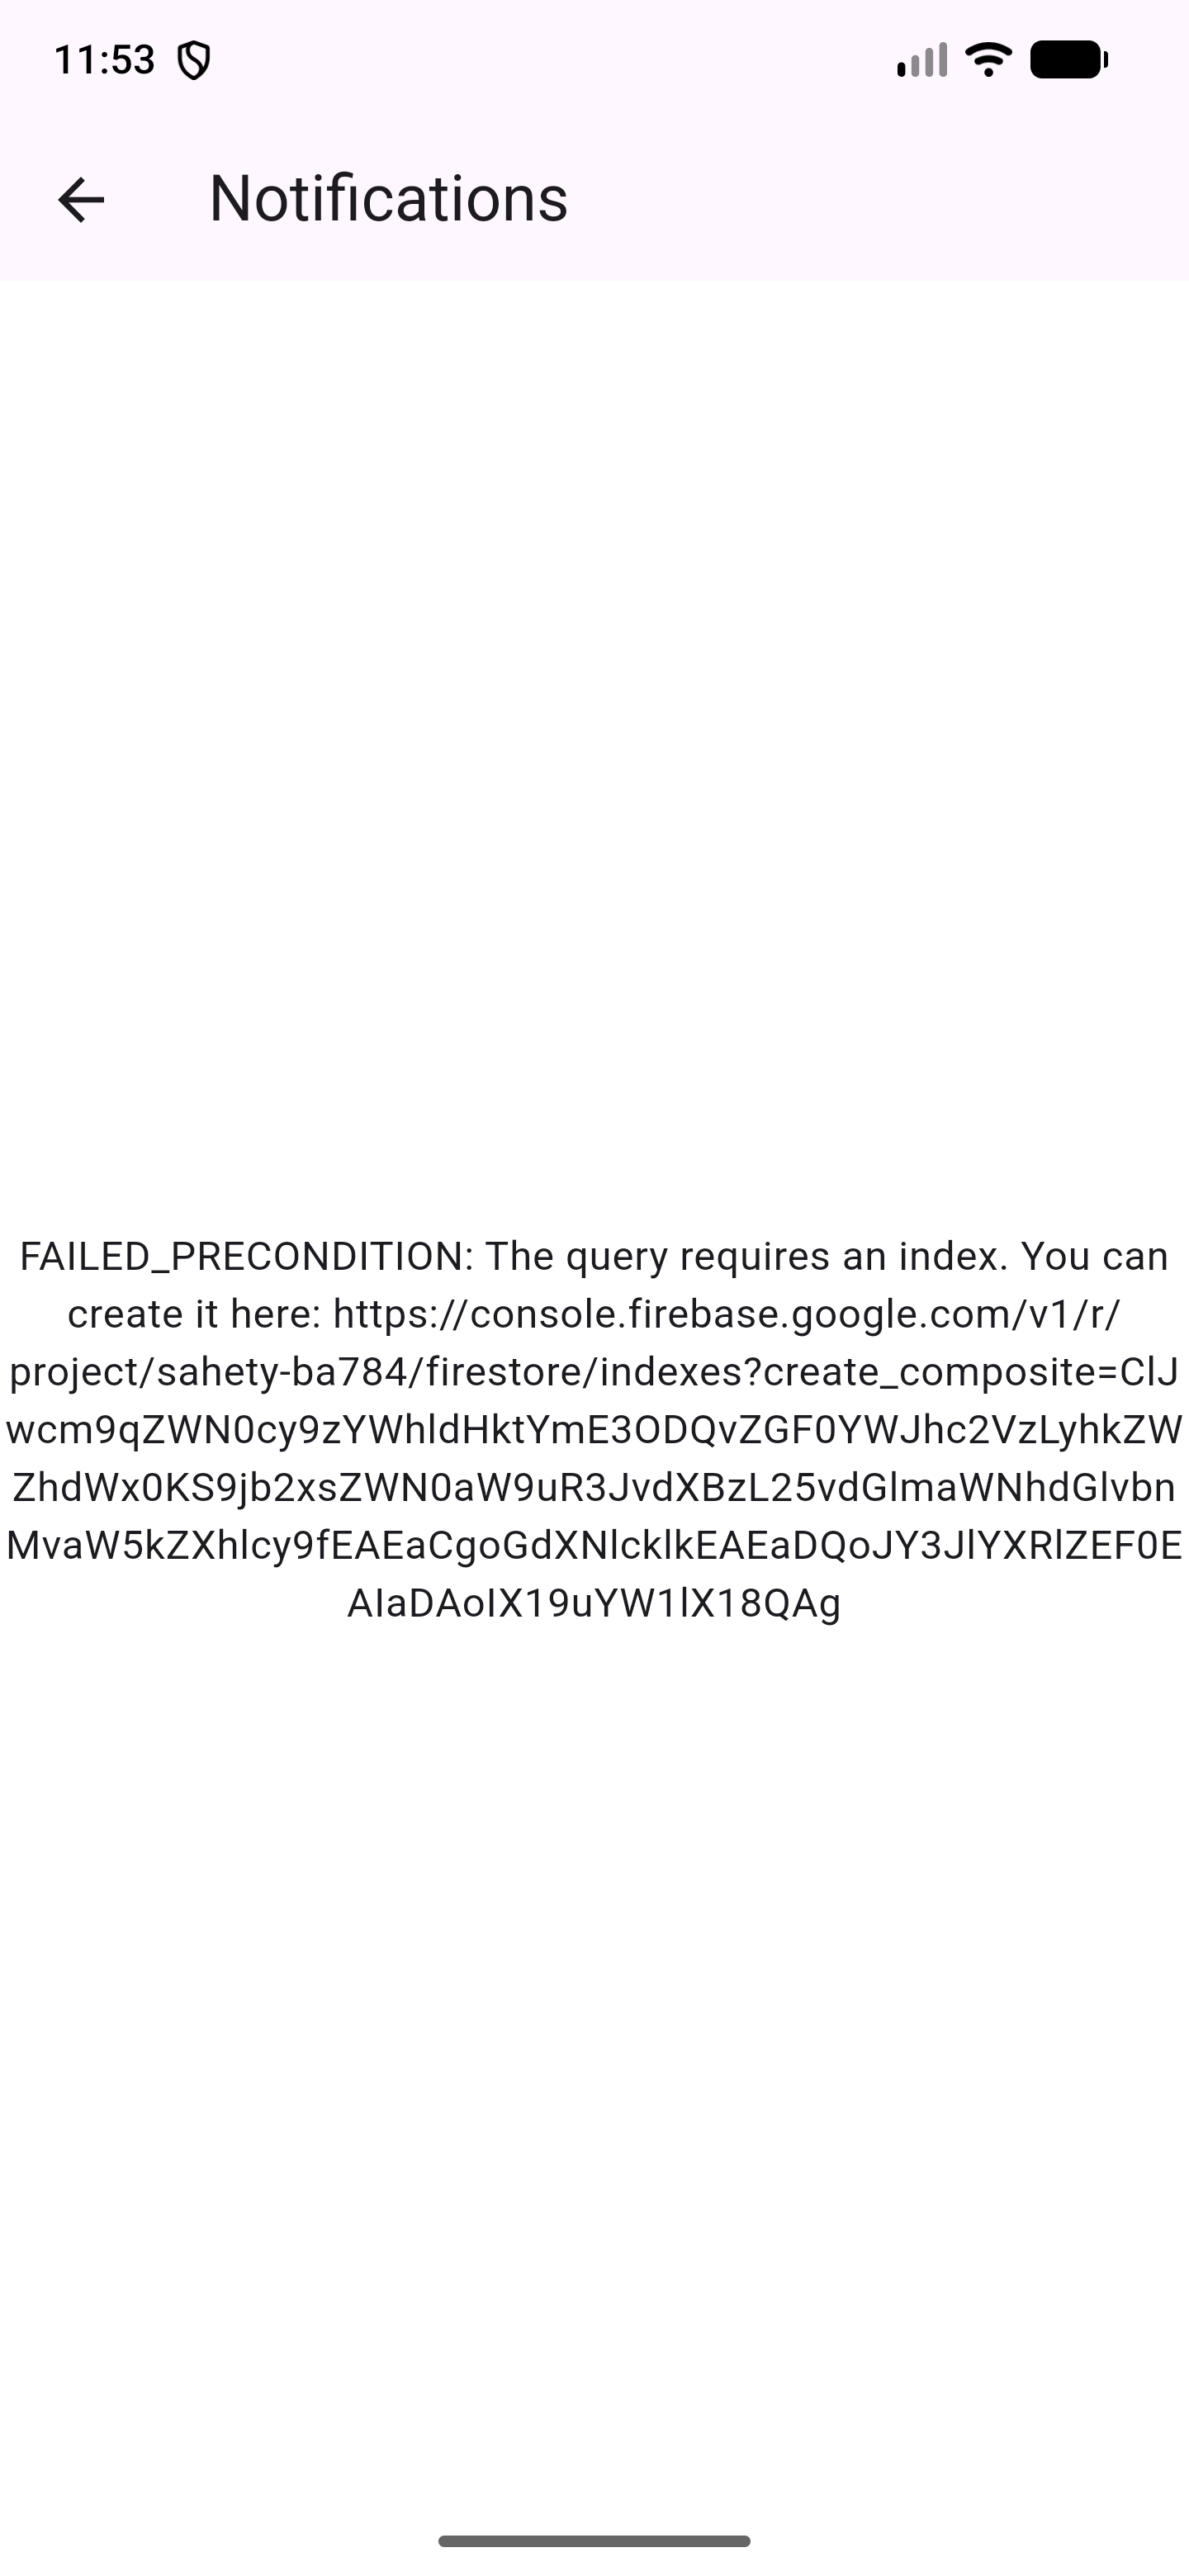 11:53
Notifications
FAILED_PRECONDITION: The query requires an index. You can
create it here: https://console.firebase.google.com/v1/r/
project/sahety-ba784/firestore/indexes?create_composite=ClJ
wcm9qZWN0cy9zYWhldHktYmE3ODQvZGF0YWJhc2VzLyhkZW
ZhdWx0KS9jb2xsZWN0aW9uR3JvdXBzL25vdGlmaWNhdGlvbn
MvaW5kZXhlcy9fEAEaCgoGdXNlcklkEAEaDQoJY3JlYXRlZEF0E
AIaDAoIX19uYW1lX18QAg